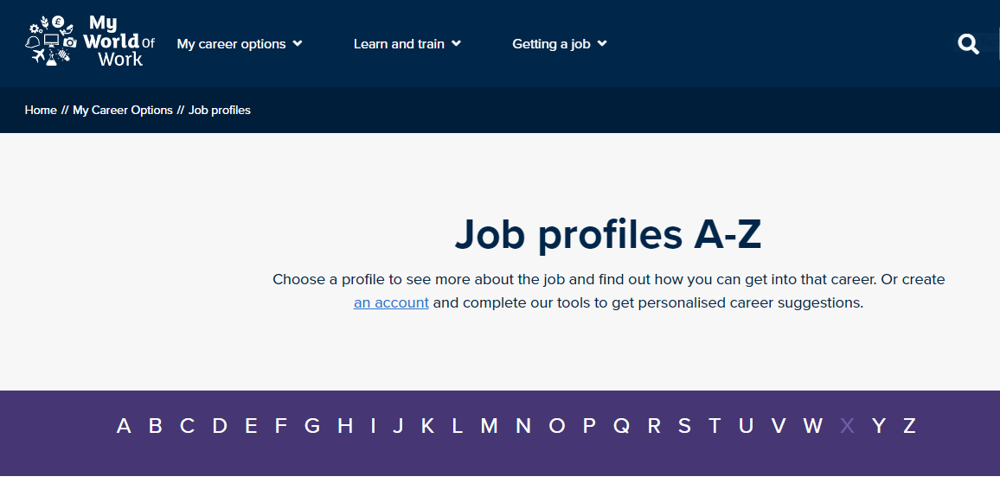 My
World Of
Work
My career options
Learn and train
Getting a job
Home // My Career Options // Job profiles
Job profiles A-Z
Choose a profile to see more about the job and find out how you can get into that career. Or create
an account and complete our tools to get personalised career suggestions.
A B C D E F G H I J K L M N O P Q R S T U V W X Y Z